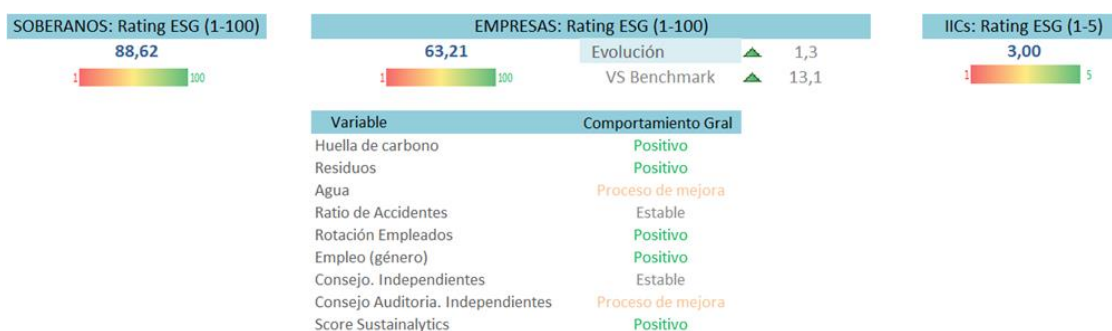 SOBERANOS: Rating ESG (1-100)
88,62
1 100
EMPRESAS: Rating ESG (1-100)
63,21 Evolución 1,3
1 100 VS Benchmark 13,1
IICs: Rating ESG (1-5)
3,00
1 5
Variable Comportamiento Gral
Huella de carbono Positivo
Residuos Positivo
Agua Proceso de mejora
Ratio de Accidentes Estable
Rotación Empleados Positivo
Empleo (género) Positivo
Consejo. Independientes Estable
Consejo Auditoria. Independientes Proceso de mejora
Score Sustainalytics Positivo